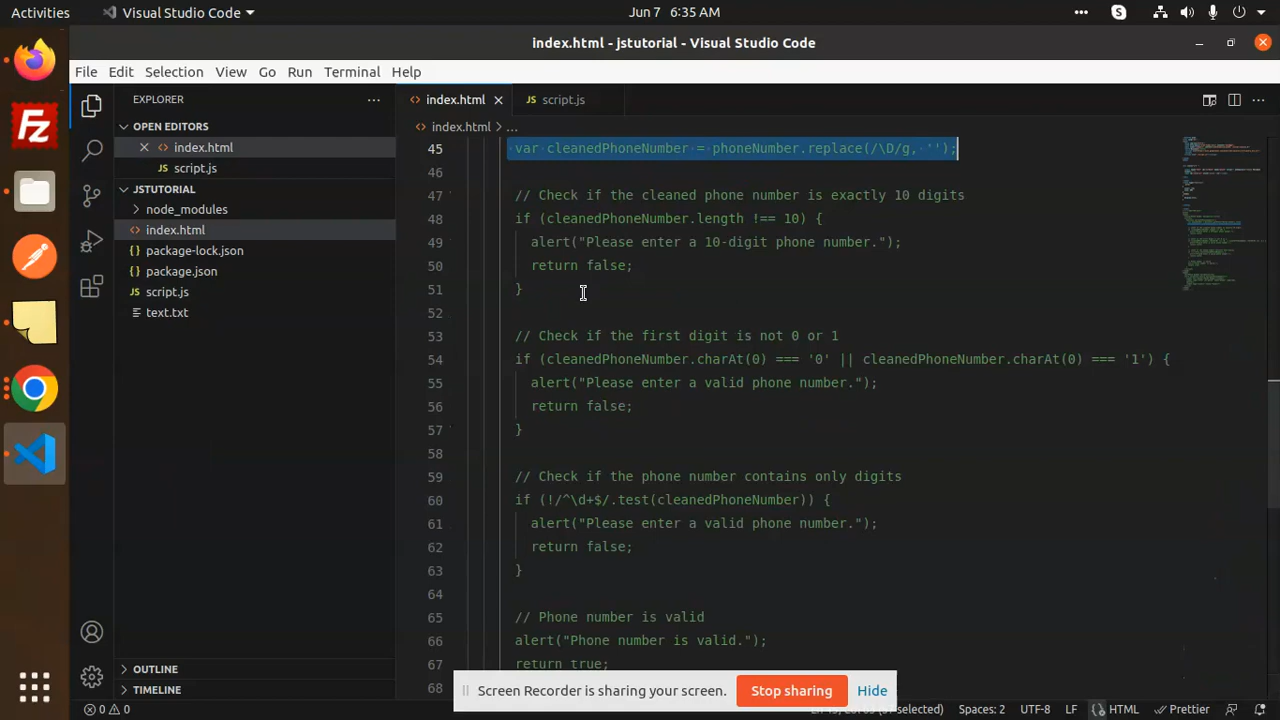 Activities
Visual Studio Code
Jun 7 6:35 AM
index.html - jstutorial - Visual Studio Code
File Edit Selection View Go Run Terminal Help
EXPLORER
index.html
JS script.js
OPEN EDITORS
index.html
JS script.js
JSTUTORIAL
node_modules
index.html
package-lock.json
package.json
JS script.js
text.txt
OUTLINE
TIMELINE
index.html > ...
45 var cleanedPhoneNumber = phoneNumber.replace(/\D/g, '');
46
47 // Check if the cleaned phone number is exactly 10 digits
48 if (cleanedPhoneNumber.length !== 10) {
49 alert("Please enter a 10-digit phone number.");
50 return false;
51 }
52
53 // Check if the first digit is not 0 or 1
54 if (cleanedPhoneNumber.charAt(0) === '0' || cleanedPhoneNumber.charAt(0) === '1') {
55 alert("Please enter a valid phone number.");
56 return false;
57 }
58
59 // Check if the phone number contains only digits
60 if (!/^\d+$/.test(cleanedPhoneNumber)) {
61 alert("Please enter a valid phone number.");
62 return false;
63 }
64
65 // Phone number is valid
66 alert("Phone number is valid.");
67 return true;
68
Screen Recorder is sharing your screen. Stop sharing Hide
0 0 selected) Spaces: 2 UTF-8 LF HTML Prettier